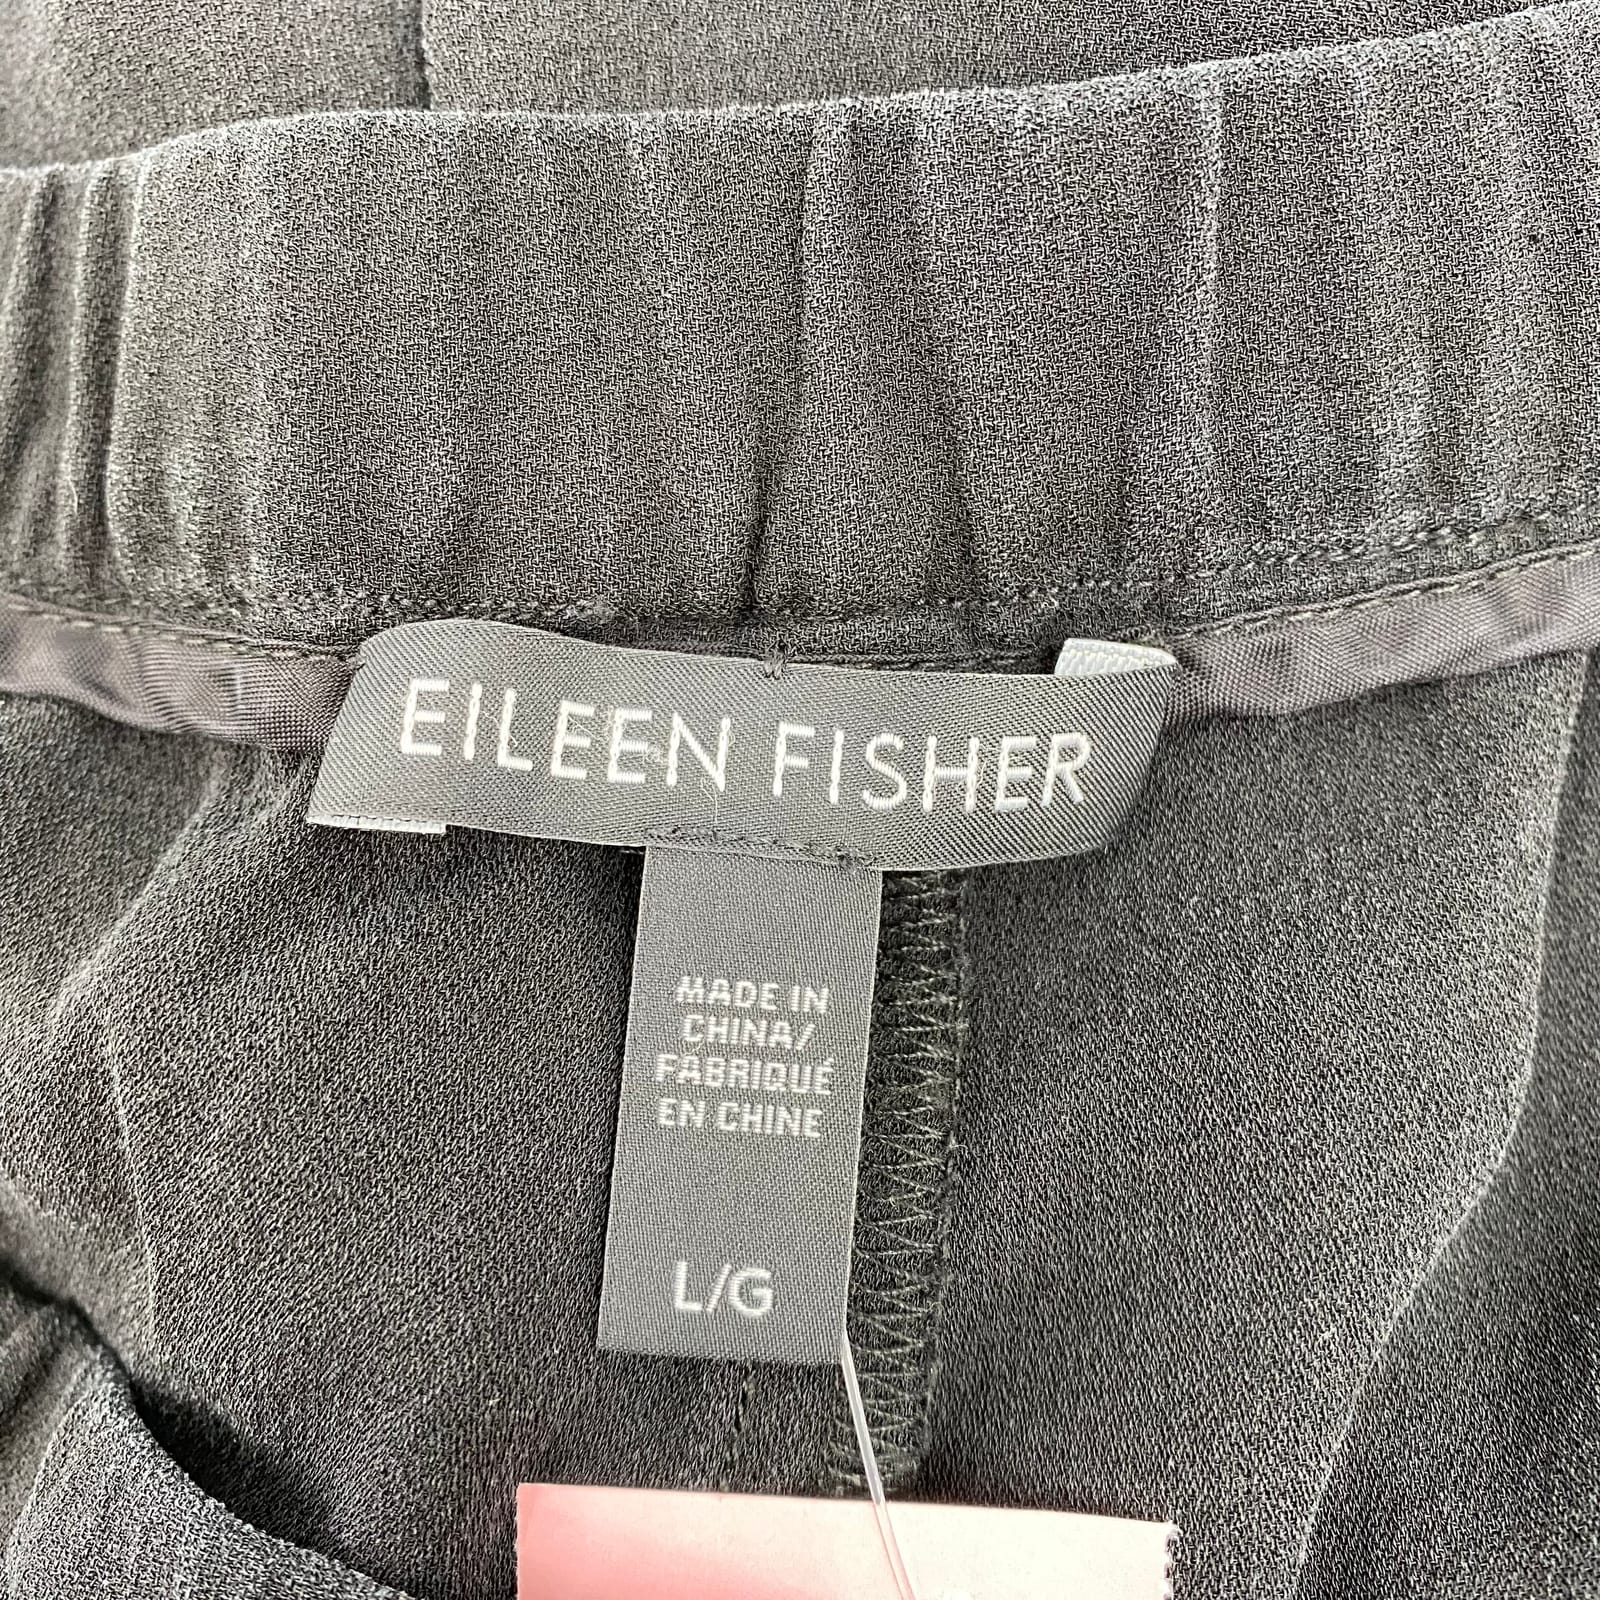 EILEEN FISHER
MADE IN
CHINA/
FABRIQUÉ
EN CHINE
L/G